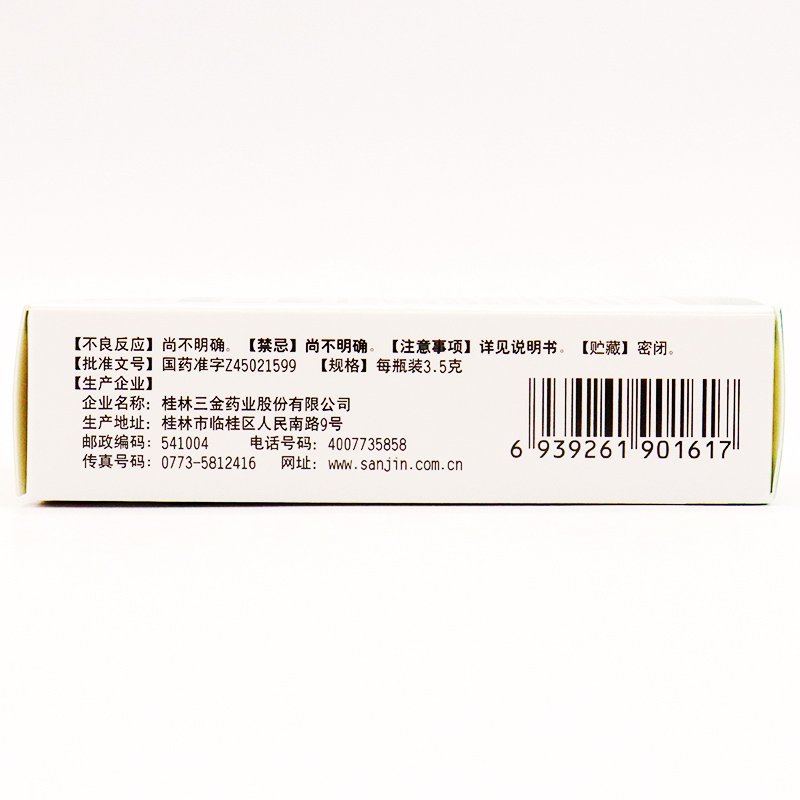 【不良反应】尚不明确。【禁忌】尚不明确。【注意事项】详见说明书。【贮藏】密闭。
【批准文号】国药准字Z45021599 【规格】每瓶装3.5克
【生产企业】
企业名称：桂林三金药业股份有限公司
生产地址：桂林市临桂区人民南路9号
邮政编码：541004 电话号码：4007735858
传真号码：0773-5812416 网址：www.sanjin.com.cn
6 939261 901617